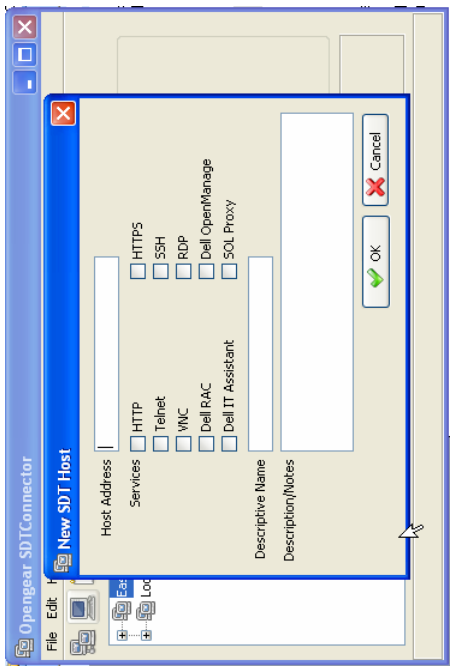 Opengear SDTConnector
File Edit H
Eas
Loc
New SDT Host
Host Address
Services
HTTP
HTTPS
Telnet
SSH
VNC
RDP
Dell RAC
Dell OpenManage
Dell IT Assistant
SOL Proxy
Descriptive Name
Description/Notes
OK
Cancel